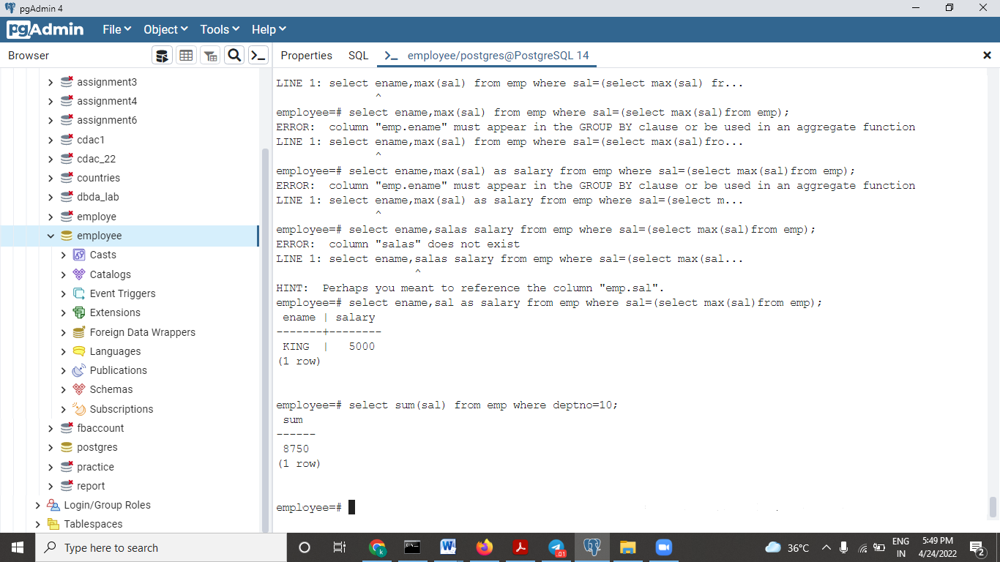 pgAdmin 4
pgAdmin File Object Tools Help
Browser
Properties SQL employee/postgres@PostgreSQL 14
assignment3
assignment4
assignment6
cdac1
cdac_22
countries
dbda_lab
employe
employee
Casts
Catalogs
Event Triggers
Extensions
Foreign Data Wrappers
Languages
Publications
Schemas
Subscriptions
fbaccount
postgres
practice
report
Login/Group Roles
Tablespaces
LINE 1: select ename,max(sal) from emp where sal=(select max(sal) fr...
^
employee=# select ename,max(sal) from emp where sal=(select max(sal)from emp);
ERROR:  column "emp.ename" must appear in the GROUP BY clause or be used in an aggregate function
LINE 1: select ename,max(sal) from emp where sal=(select max(sal)fro...
^
employee=# select ename,max(sal) as salary from emp where sal=(select max(sal)from emp);
ERROR:  column "emp.ename" must appear in the GROUP BY clause or be used in an aggregate function
LINE 1: select ename,max(sal) as salary from emp where sal=(select m...
^
employee=# select ename,salas salary from emp where sal=(select max(sal)from emp);
ERROR:  column "salas" does not exist
LINE 1: select ename,salas salary from emp where sal=(select max(sal...
^
HINT:  Perhaps you meant to reference the column "emp.sal".
employee=# select ename,sal as salary from emp where sal=(select max(sal)from emp);
ename | salary
-------+--------
KING  |   5000
(1 row)
employee=# select sum(sal) from emp where deptno=10;
sum
------
8750
(1 row)
employee=#
Type here to search
k
.01
36°C
ENG
IN
5:49 PM
4/24/2022
2